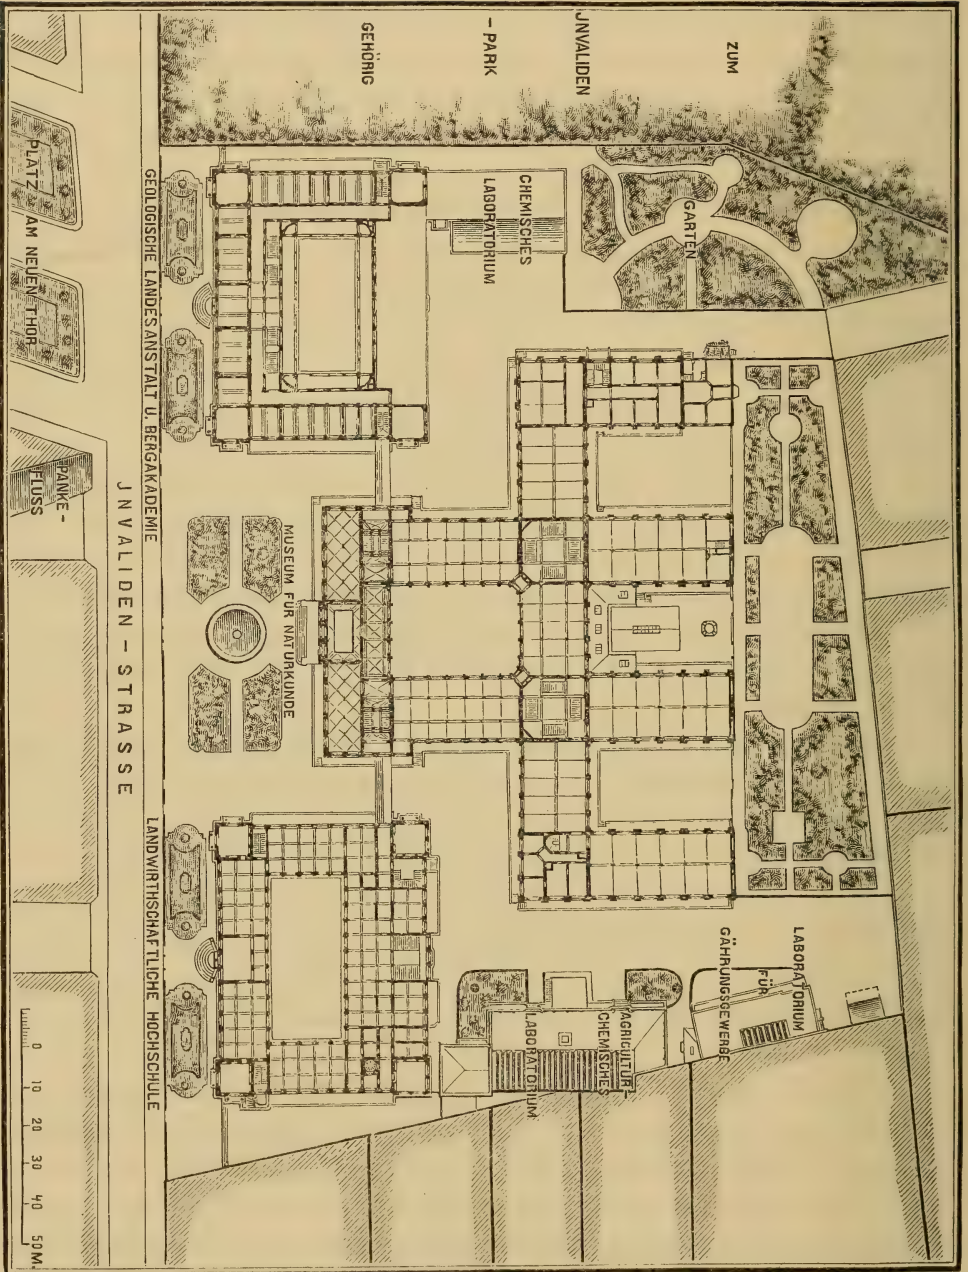 ZUM
JNVALIDEN
-PARK
GEHÖRIG
GARTEN
CHEMISCHES
LABORATORIUM
LABORATORIUM
FÜR
GÄHRUNGSGEWERBE
AGRICULTUR-
CHEMISCHES
LABORATORIUM
MUSEUM FÜR NATURKUNDE
GEOLOGISCHE LANDESANSTALT U. BERGAKADEMIE
LANDWIRTHSCHAFTLICHE HOCHSCHULE
JNVALIDEN-STRASSE
PLATZ AM NEUEN THOR
PANKE-
FLUSS
0 10 20 30 40 50 M.